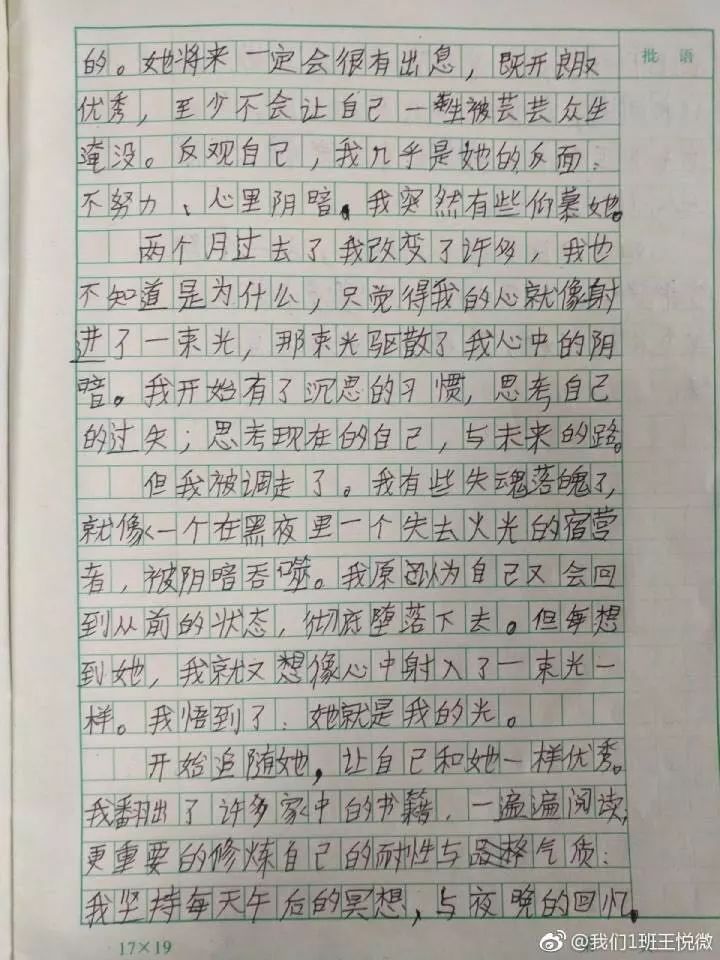 批语
的。她将来一定会很有出息，既开朗又
优秀，至少不会让自己一生被芸芸众生
淹没。反观自己，我几乎是她的反面：
不努力、心里阴暗。我突然有些仰慕她。
两个月过去了我改变了许多，我也
不知道是为什么，只觉得我的心就像射
进了一束光，那束光驱散了我心中的阴
暗。我开始有了沉思的习惯，思考自己
的过失；思考现在的自己，与未来的路。
但我被调走了。我有些失魂落魄了，
就像一个在黑夜里一个失去火光的宿营
者，被阴暗吞噬。我原认为自己又会回
到从前的状态，彻底堕落下去。但每想
到她，我就又想像心中射入了一束光一
样。我悟到了：她就是我的光。
开始追随她，让自己和她一样优秀。
我翻出了许多家中的书籍，一遍遍阅读，
更重要的修炼自己的耐性与气质：
我坚持每天午后的冥想，与夜晚的回忆。
17×19
@我们1班王悦微